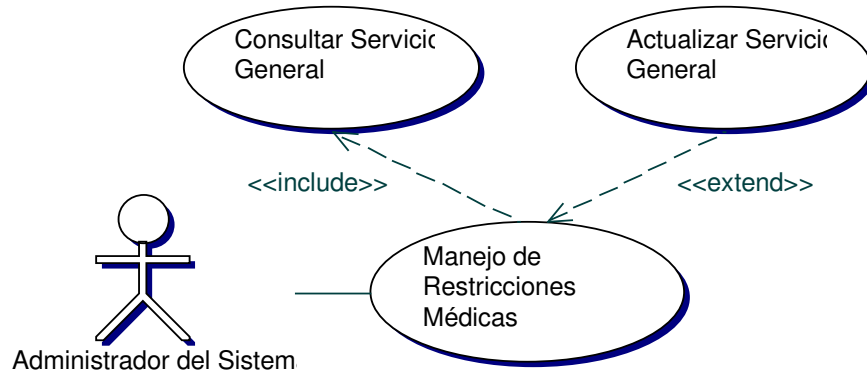 Consultar Servicio
General
Actualizar Servicio
General
<<include>>
<<extend>>
Manejo de
Restricciones
Médicas
Administrador del Sistema